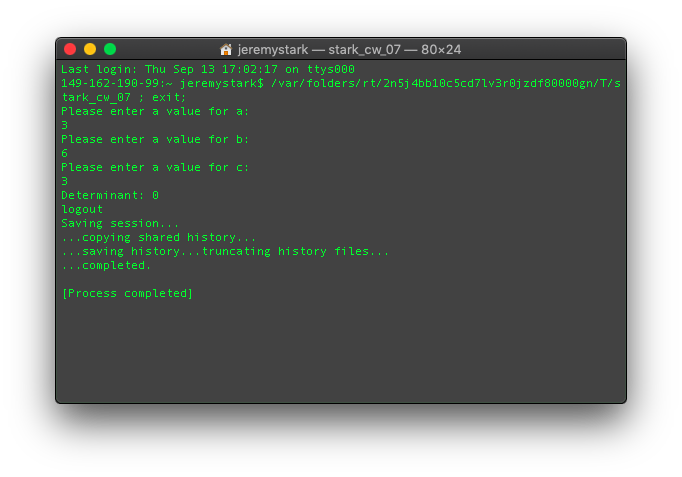 jeremystark — stark_cw_07 — 80×24
Last login: Thu Sep 13 17:02:17 on ttys000
149-162-190-99:~ jeremystark$ /var/folders/rt/2n5j4bb10c5cd7lv3r0jzdf80000gn/T/s
tark_cw_07 ; exit;
Please enter a value for a:
3
Please enter a value for b:
6
Please enter a value for c:
3
Determinant: 0
logout
Saving session...
...copying shared history...
...saving history...truncating history files...
...completed.
[Process completed]